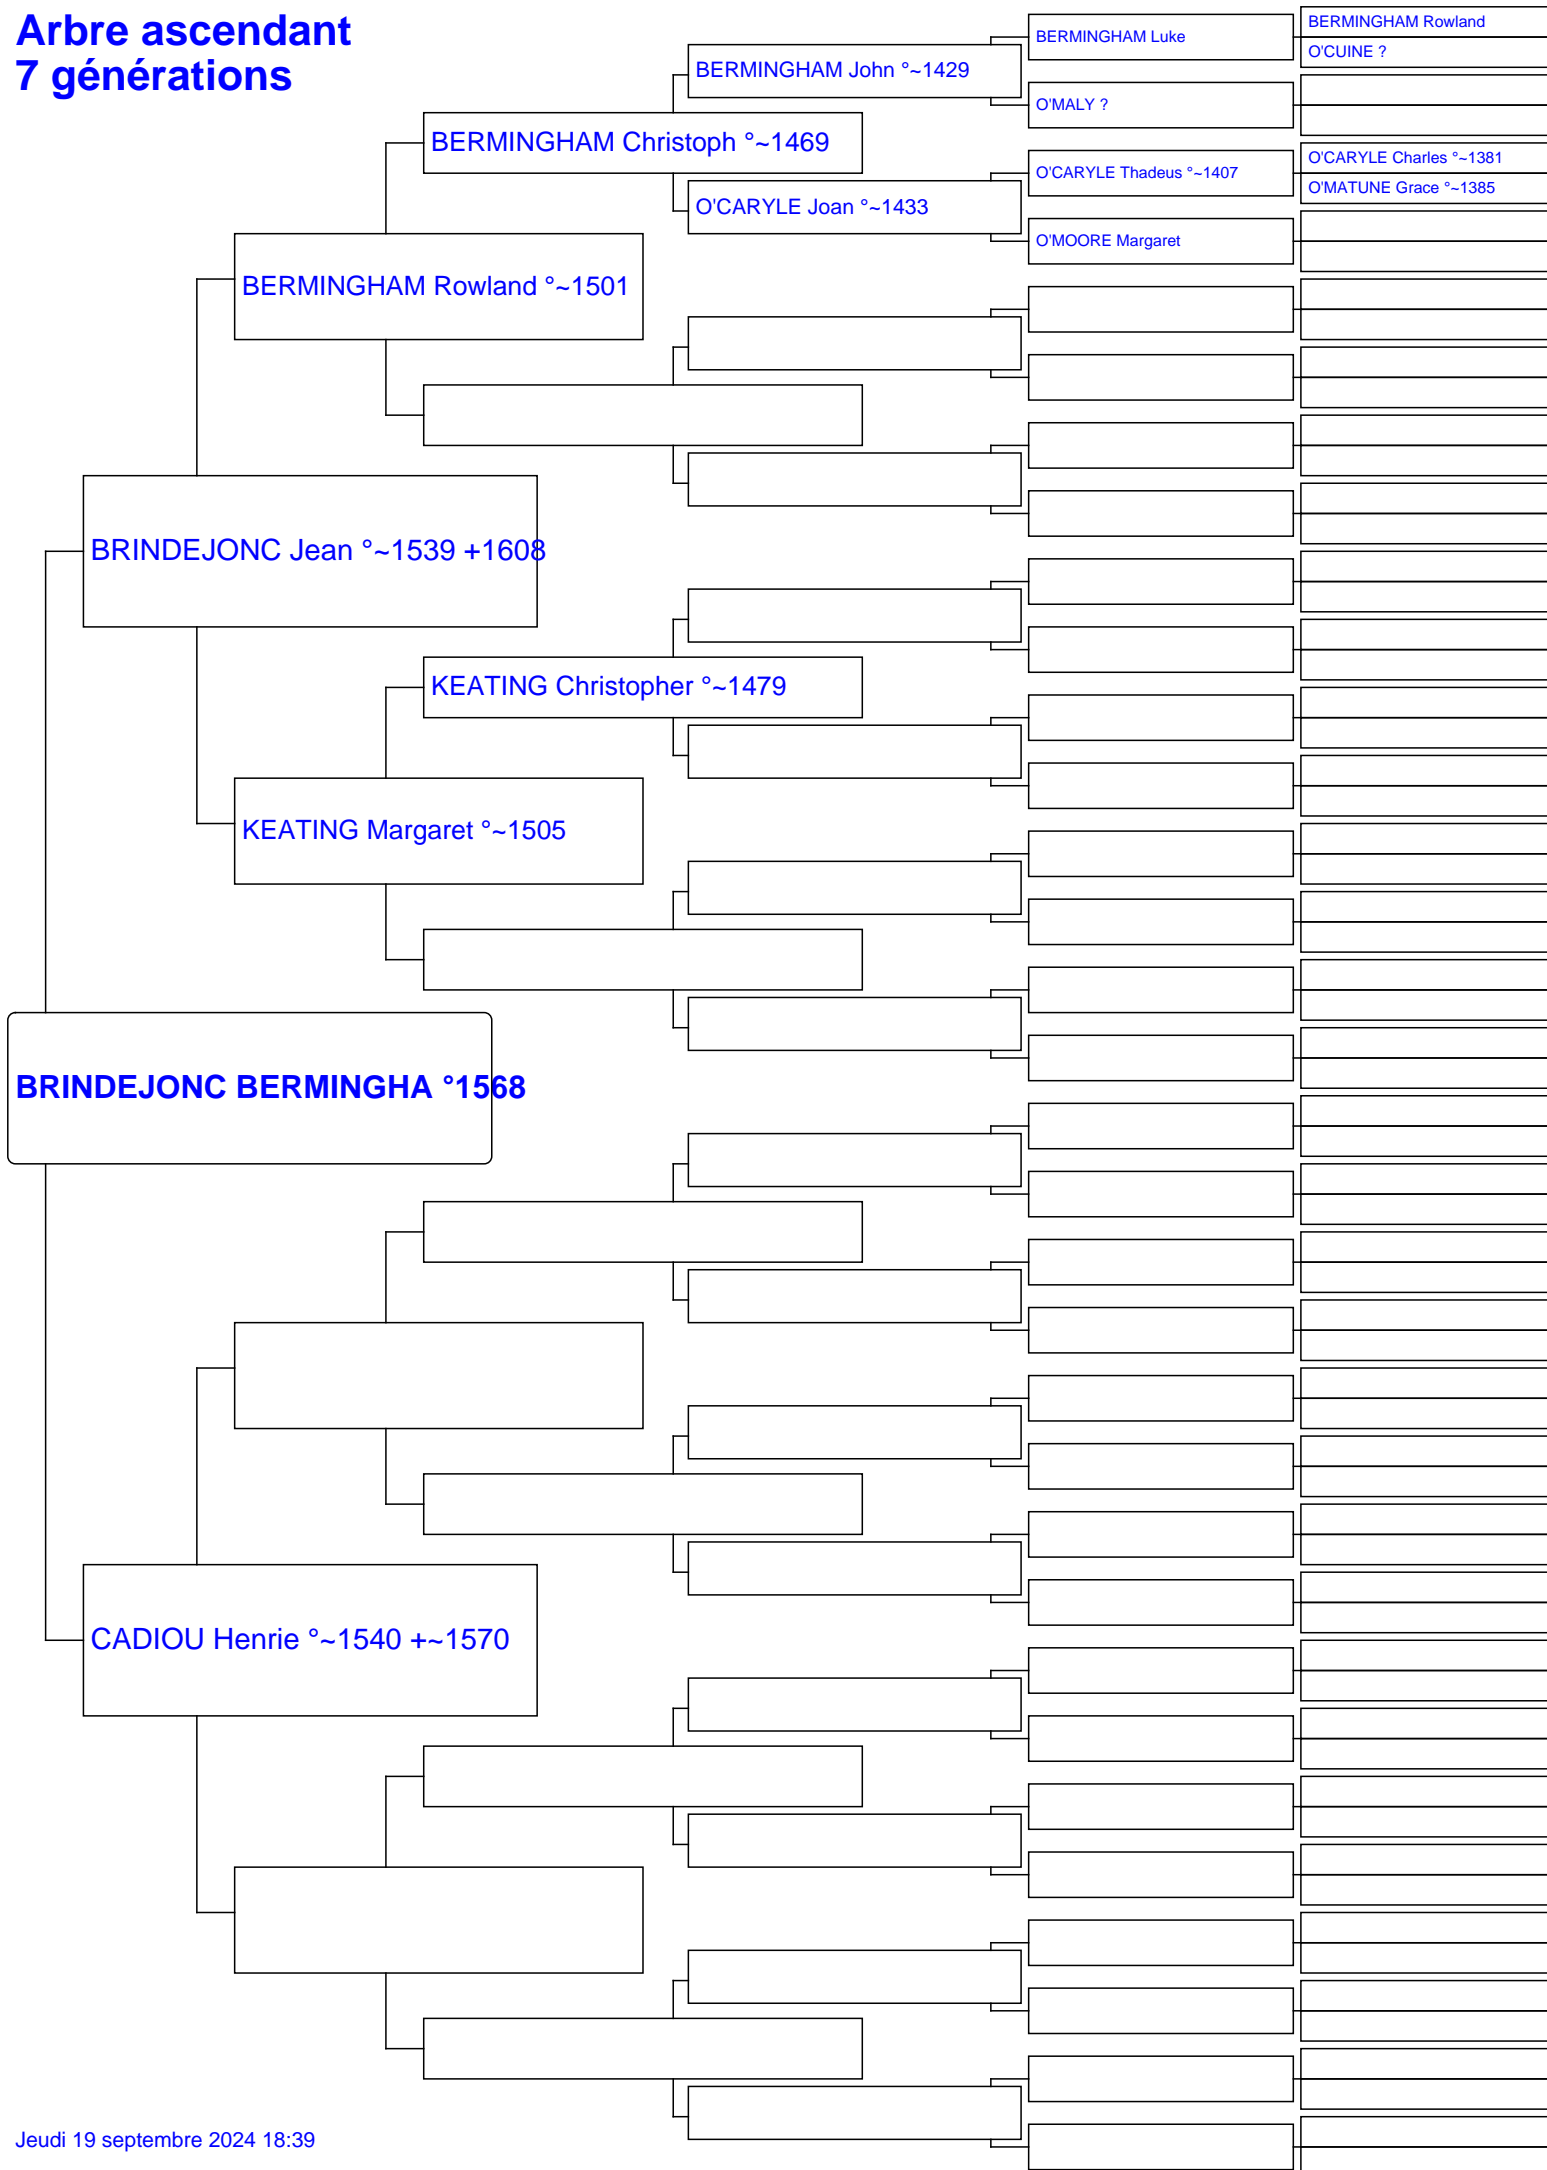 Arbre ascendant
7 générations
BERMINGHAM Rowland
O'CUINE ?
BERMINGHAM Luke
BERMINGHAM John °~1429
O'MALY ?
BERMINGHAM Christoph °~1469
O'CARYLE Charles °~1381
O'MATUNE Grace °~1385
O'CARYLE Thadeus °~1407
O'CARYLE Joan °~1433
O'MOORE Margaret
BERMINGHAM Rowland °~1501
BRINDEJONC Jean °~1539 +1608
KEATING Christopher °~1479
KEATING Margaret °~1505
BRINDEJONC BERMINGHA °1568
CADIOU Henrie °~1540 +~1570
Jeudi 19 septembre 2024 18:39